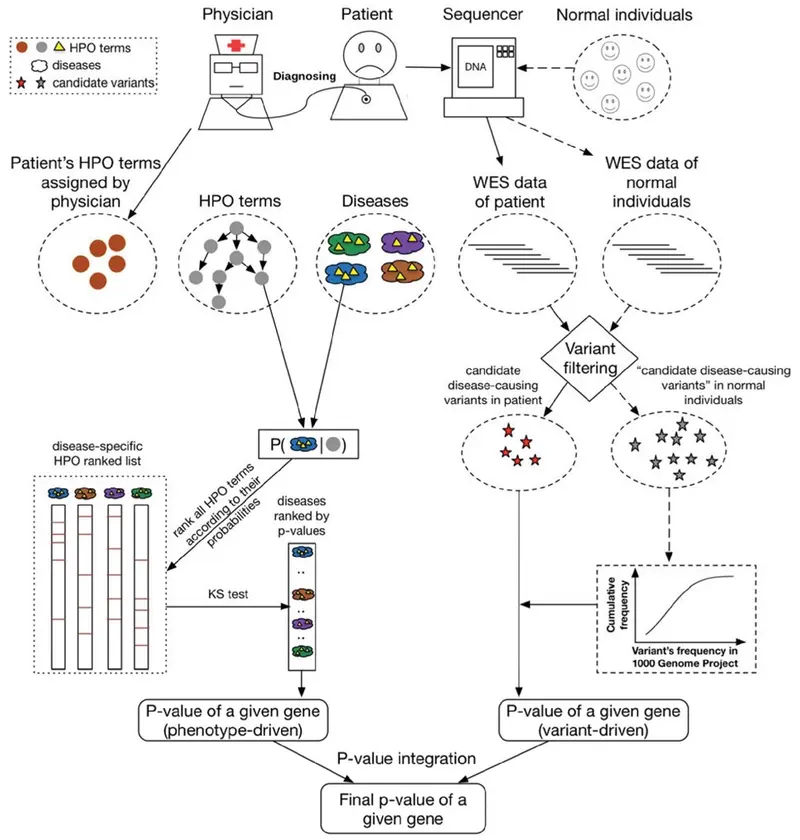 Physician
Patient
Sequencer
Normal individuals
HPO terms
diseases
candidate variants
Diagnosing
DNA
Patient's HPO terms
assigned by
physician
HPO terms
Diseases
WES data
of patient
WES data of
normal
individuals
Variant
filtering
candidate
disease-causing
variants in patient
"candidate disease-causing
variants" in normal
individuals
P( | )
disease-specific
HPO ranked list
rank all HPO terms
according to their
probabilities
diseases
ranked by
p-values
..
..
..
KS test
Cumulative
frequency
Variant's frequency in
1000 Genome Project
P-value of a given gene
(phenotype-driven)
P-value of a given gene
(variant-driven)
P-value integration
Final p-value of a
given gene